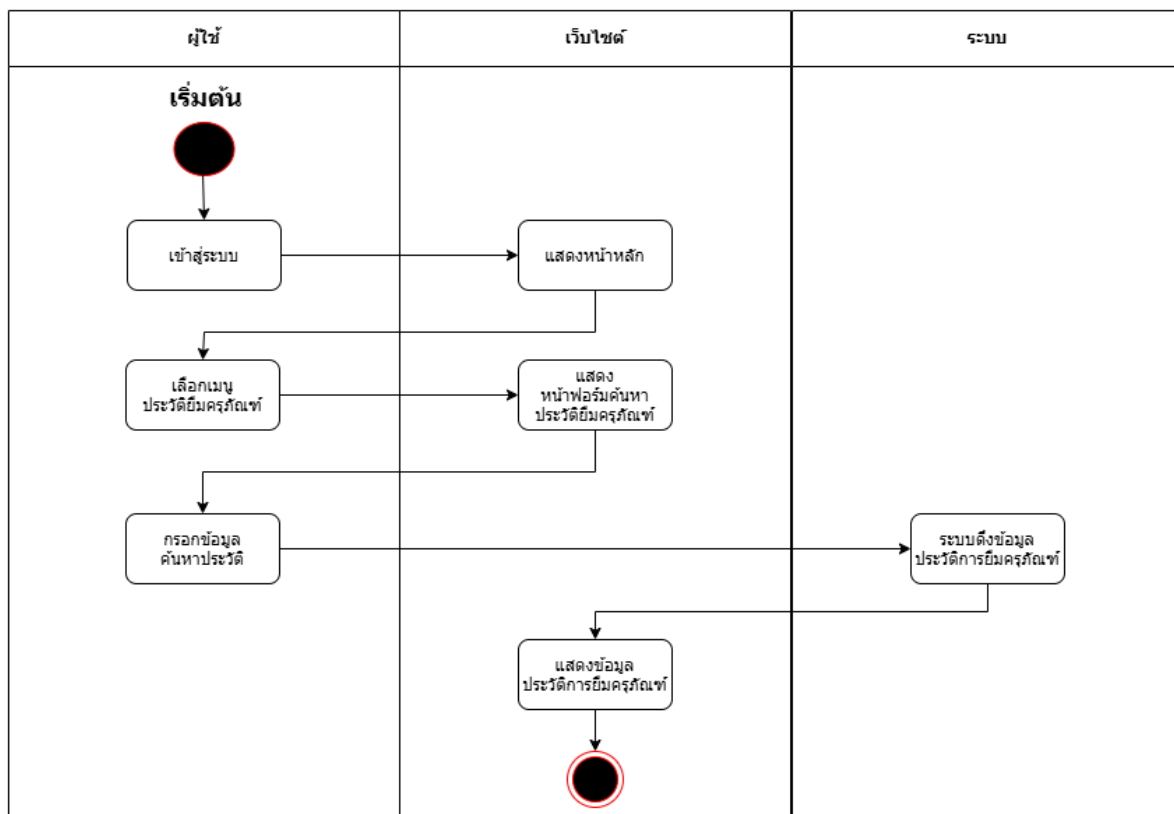 ผู้ใช้
เว็บไซต์
ระบบ
เริ่มต้น
เข้าสู่ระบบ
แสดงหน้าหลัก
เลือกเมนู
ประวัติยืมครุภัณฑ์
แสดง
หน้าฟอร์มค้นหา
ประวัติยืมครุภัณฑ์
กรอกข้อมูล
ค้นหาประวัติ
ระบบดึงข้อมูล
ประวัติการยืมครุภัณฑ์
แสดงข้อมูล
ประวัติการยืมครุภัณฑ์